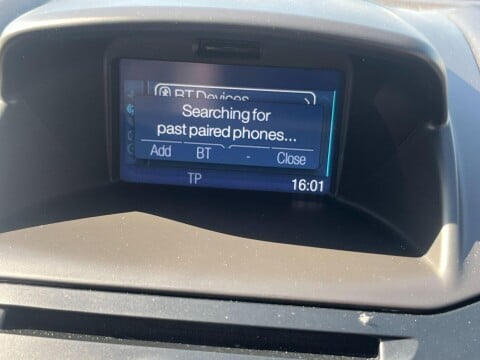 BT Devices
Searching for
past paired phones...
Add BT - Close
TP 16:01